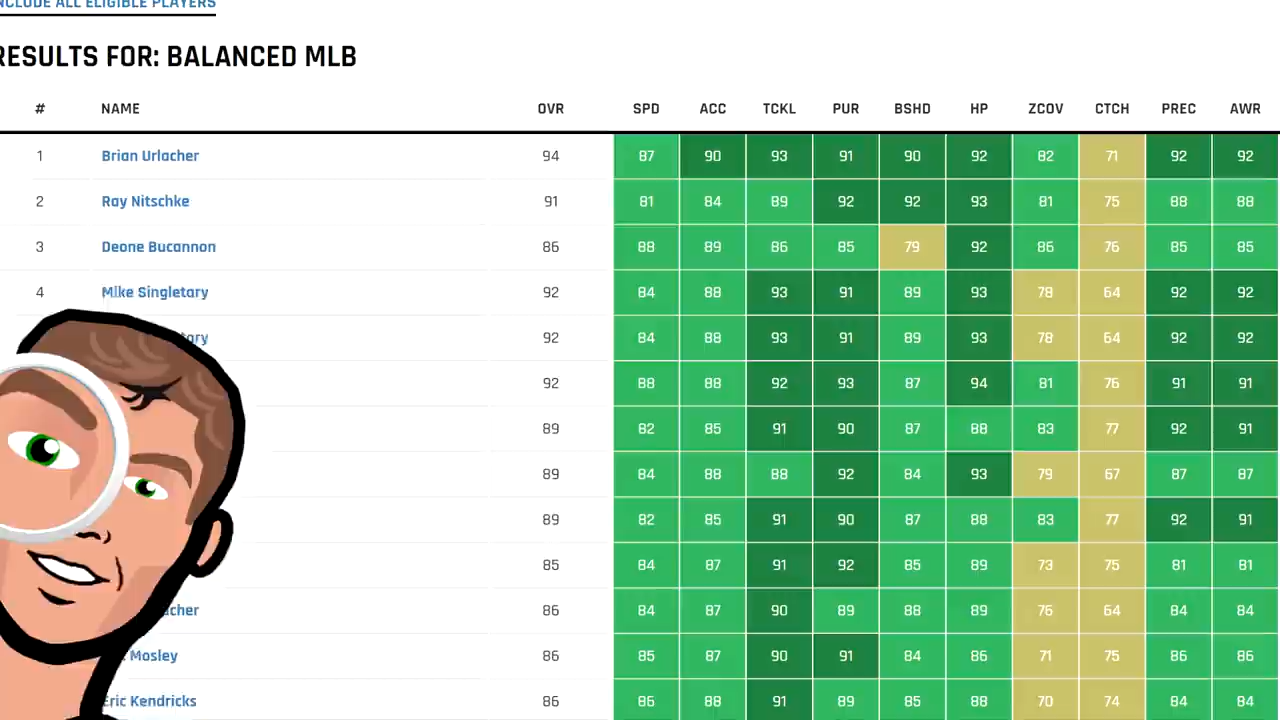 INCLUDE ALL ELIGIBLE PLAYERS
RESULTS FOR: BALANCED MLB
# NAME OVR SPD ACC TCKL PUR BSHD HP ZCOV CTCH PREC AWR
1 Brian Urlacher 94 87 90 93 91 90 92 82 71 92 92
2 Ray Nitschke 91 81 84 89 92 92 93 81 75 88 88
3 Deone Bucannon 86 88 89 86 85 79 92 86 76 85 85
4 Mike Singletary 92 84 88 93 91 89 93 78 64 92 92
tary 92 84 88 93 91 89 93 78 64 92 92
92 88 88 92 93 87 94 81 76 91 91
89 82 85 91 90 87 88 83 77 92 91
89 84 88 88 92 84 93 79 67 87 87
89 82 85 91 90 87 88 83 77 92 91
85 84 87 91 92 85 89 73 75 81 81
acher 86 84 87 90 89 88 89 76 64 84 84
Mosley 86 85 87 90 91 84 86 71 75 86 86
Eric Kendricks 86 86 88 91 89 85 88 70 74 84 84